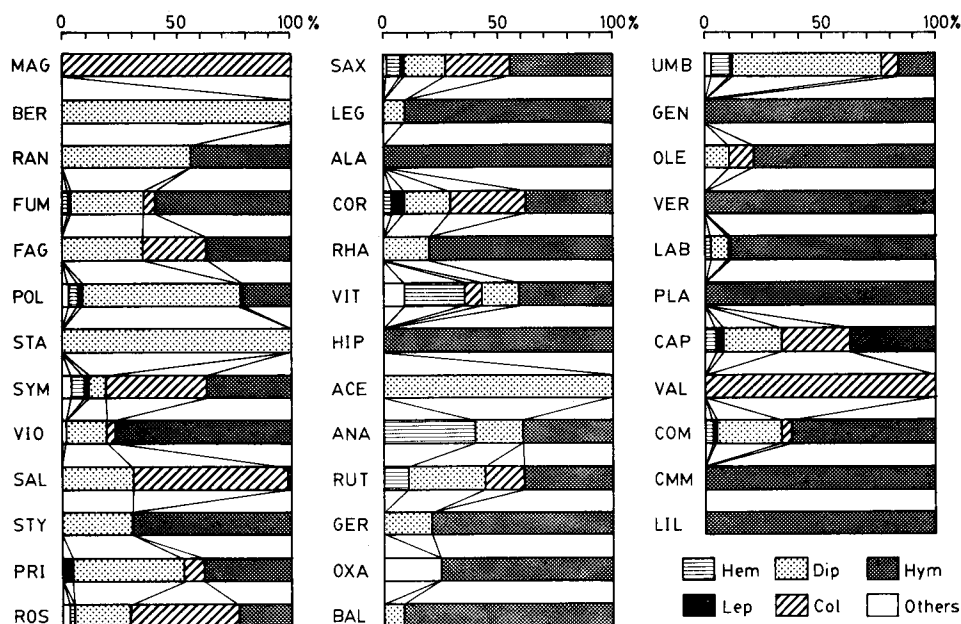 0 50 100%
MAG
BER
RAN
FUM
FAG
POL
STA
SYM
VIO
SAL
STY
PRI
ROS
0 50 100%
SAX
LEG
ALA
COR
RHA
VIT
HIP
ACE
ANA
RUT
GER
OXA
BAL
0 50 100%
UMB
GEN
OLE
VER
LAB
PLA
CAP
VAL
COM
CMM
LIL
Hem Dip Hym
Lep Col Others